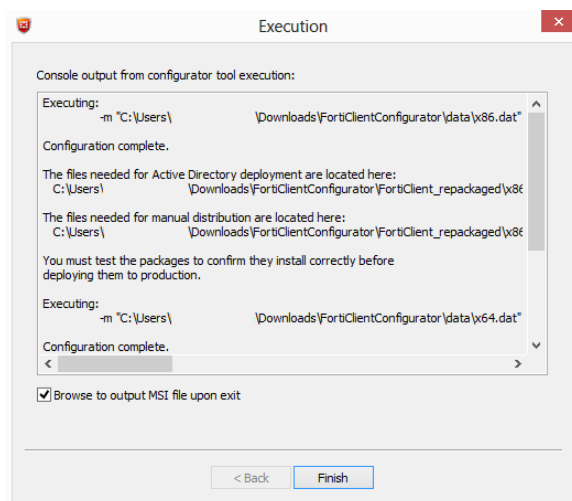 Execution
Console output from configurator tool execution:
Executing:
-m "C:\Users\ \Downloads\FortiClientConfigurator\data\x86.dat"
Configuration complete.
The files needed for Active Directory deployment are located here:
C:\Users\ \Downloads\FortiClientConfigurator\FortiClient_repackaged\x86
The files needed for manual distribution are located here:
C:\Users\ \Downloads\FortiClientConfigurator\FortiClient_repackaged\x86
You must test the packages to confirm they install correctly before
deploying them to production.
Executing:
-m "C:\Users\ \Downloads\FortiClientConfigurator\data\x64.dat"
Configuration complete.
Browse to output MSI file upon exit
< Back Finish